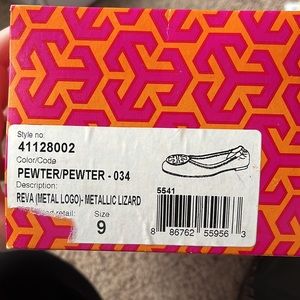 Style no:
41128002
Color/Code
PEWTER/PEWTER - 034
Description:
REVA (METAL LOGO)- METALLIC LIZARD
retail:
Size
9
5541
8 86762 55956 3